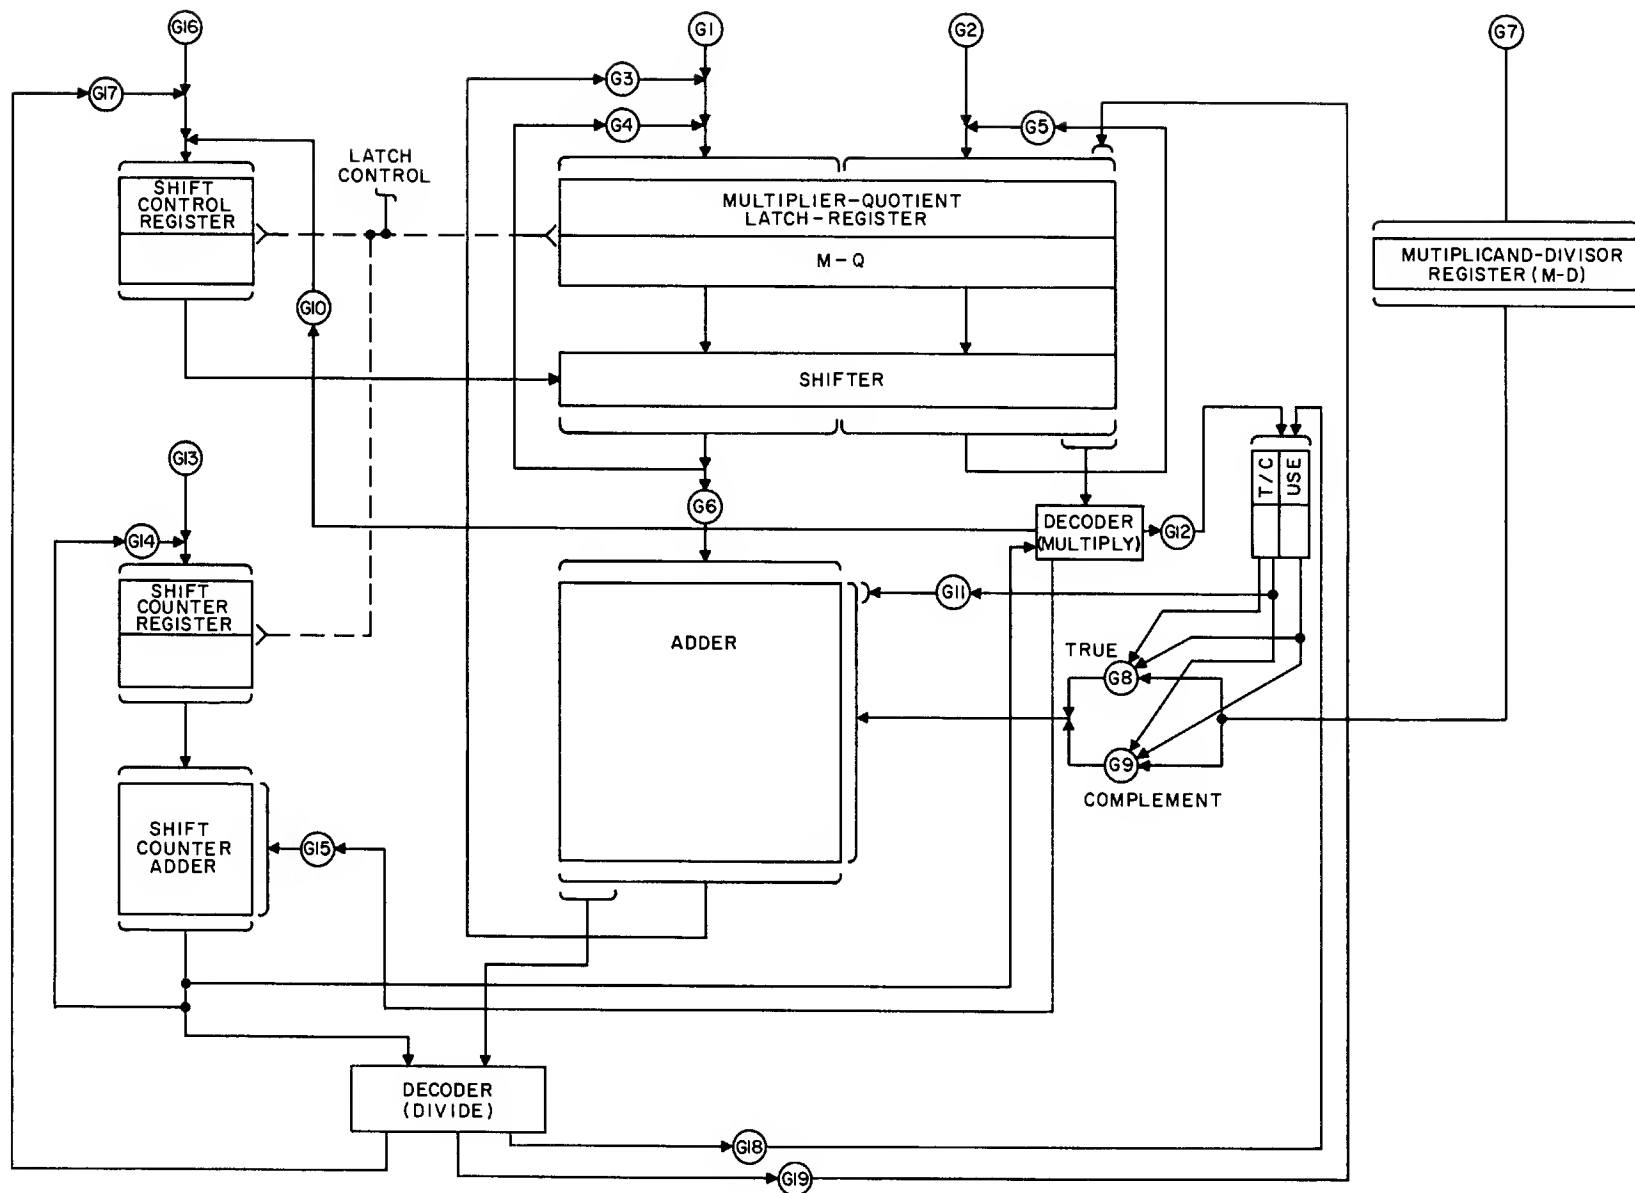 G16
G1
G2
G7
G17
G3
G4
G5
LATCH
CONTROL
SHIFT
CONTROL
REGISTER
MULTIPLIER-QUOTIENT
LATCH-REGISTER
M-Q
MUTIPLICAND-DIVISOR
REGISTER (M-D)
G10
SHIFTER
G13
T/C
USE
G6
G14
DECODER
(MULTIPLY)
G12
SHIFT
COUNTER
REGISTER
G11
ADDER
TRUE
G8
G9
COMPLEMENT
SHIFT
COUNTER
ADDER
G15
DECODER
(DIVIDE)
G18
G19